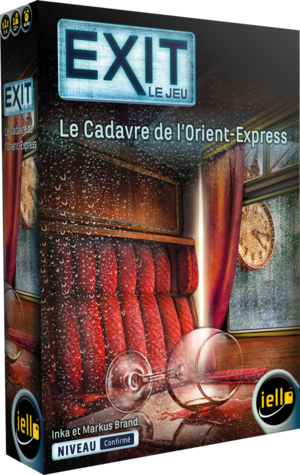 EXIT
LE JEU
Le Cadavre de l'Orient-Express
EXIT
LE JEU
Le Cadavre de
l'Orient-Express
Inka et Markus Brand
NIVEAU Confirmé
iello
iello